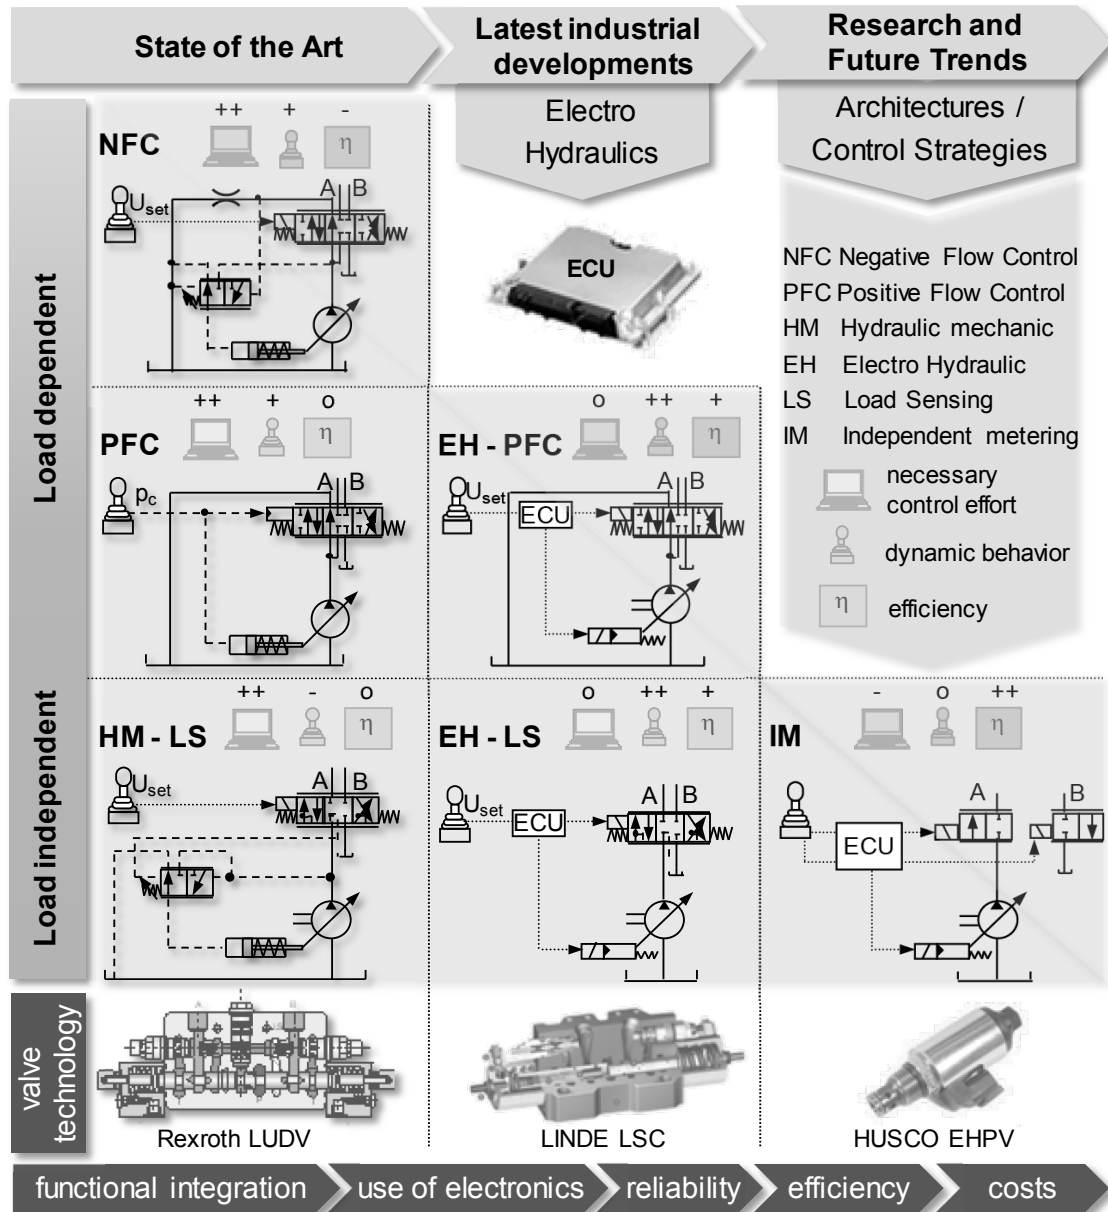 State of the Art
Latest industrial
developments
Research and
Future Trends
Electro
Hydraulics
Architectures /
Control Strategies
Load dependent
Load independent
valve
technology
++ + -
NFC
η
A B
Uset
ECU
NFC Negative Flow Control
PFC Positive Flow Control
HM Hydraulic mechanic
EH Electro Hydraulic
LS Load Sensing
IM Independent metering
necessary
control effort
dynamic behavior
η efficiency
++ + o
PFC
η
A B
pc
o ++ +
EH - PFC
η
A B
Uset
ECU
++ - o
HM - LS
η
A B
Uset
o ++ +
EH - LS
η
A B
Uset
ECU
- o ++
IM
η
A B
ECU
Rexroth LUDV
LINDE LSC
HUSCO EHPV
functional integration
use of electronics
reliability
efficiency
costs